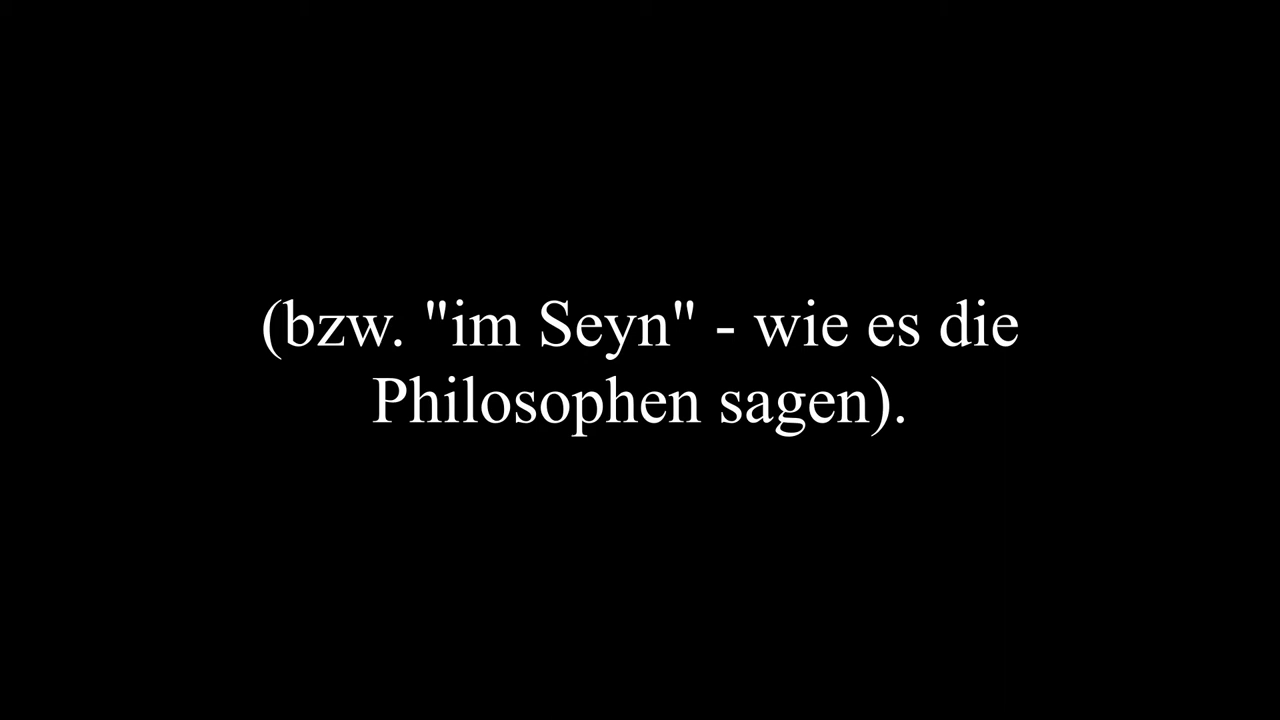 (bzw. "im Seyn" - wie es die
Philosophen sagen).